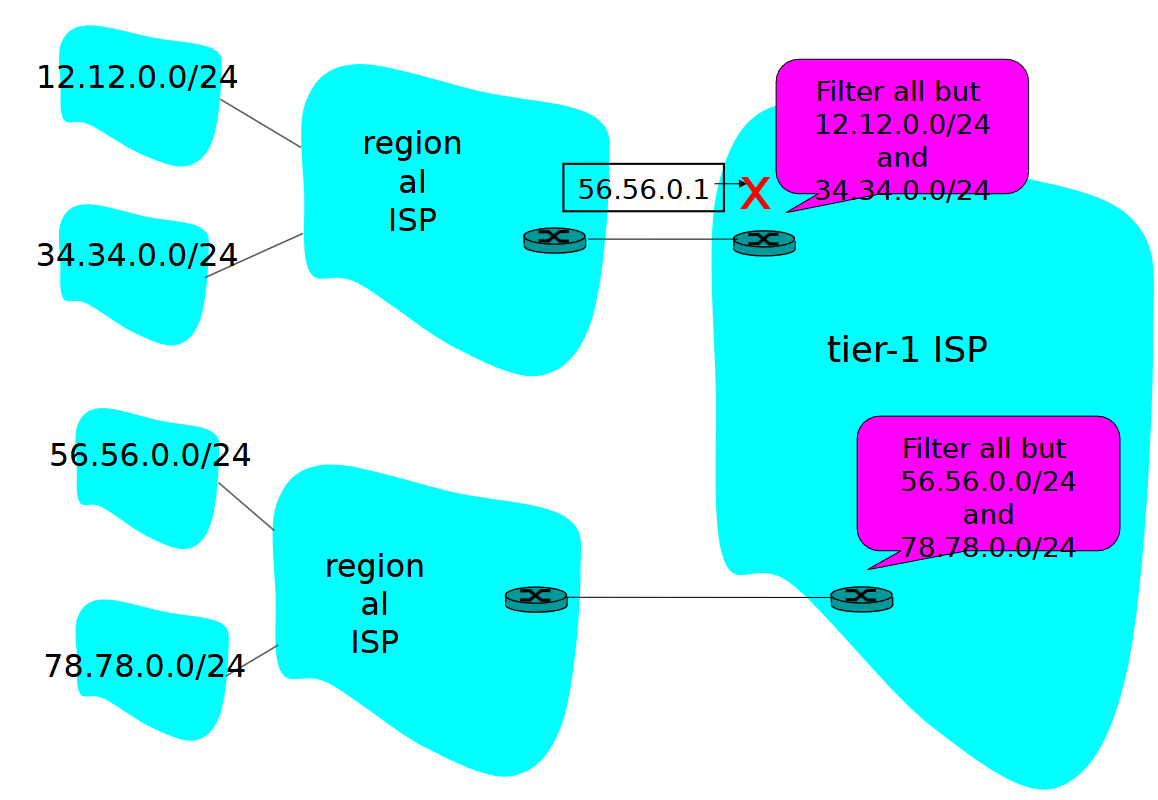 12.12.0.0/24
34.34.0.0/24
region
al
ISP
56.56.0.1
X
Filter all but
12.12.0.0/24
and
34.34.0.0/24
tier-1 ISP
56.56.0.0/24
78.78.0.0/24
region
al
ISP
Filter all but
56.56.0.0/24
and
78.78.0.0/24